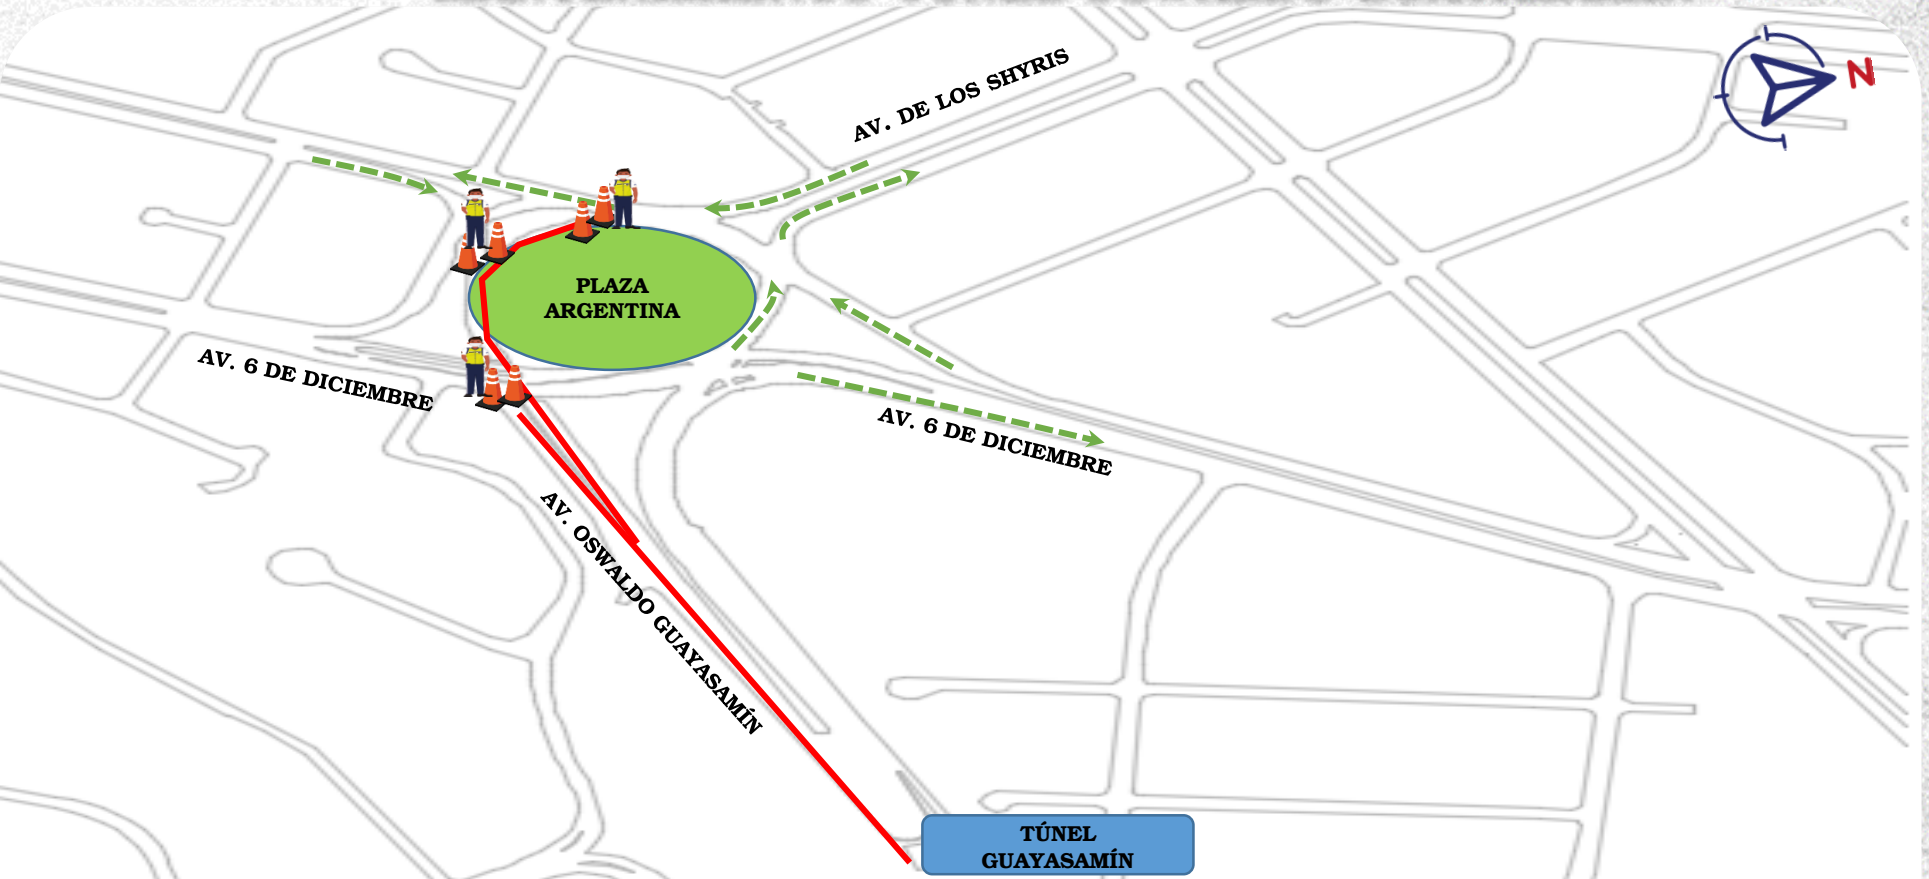 AV. DE LOS SHYRIS
N
PLAZA
ARGENTINA
AV. 6 DE DICIEMBRE
AV. 6 DE DICIEMBRE
AV. OSWALDO GUAYASAMÍN
TÚNEL
GUAYASAMÍN